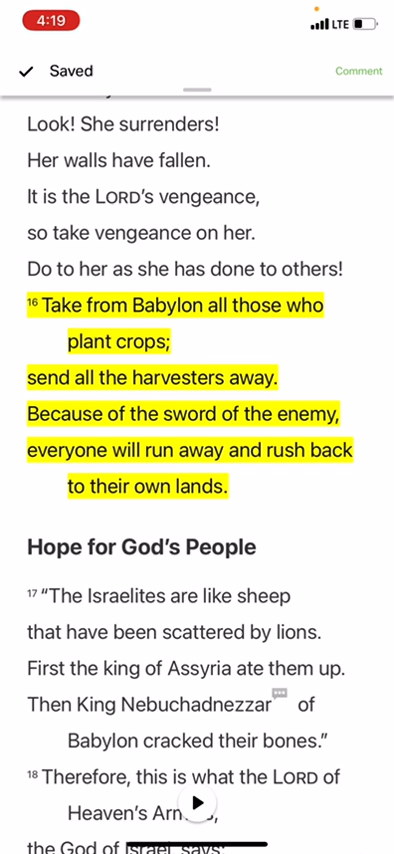 4:19
LTE
Saved
Comment
Look! She surrenders!
Her walls have fallen.
It is the LORD's vengeance,
so take vengeance on her.
Do to her as she has done to others!
16 Take from Babylon all those who
plant crops;
send all the harvesters away.
Because of the sword of the enemy,
everyone will run away and rush back
to their own lands.
Hope for God's People
17 “The Israelites are like sheep
that have been scattered by lions.
First the king of Assyria ate them up.
Then King Nebuchadnezzar of
Babylon cracked their bones.”
18 Therefore, this is what the LORD of
Heaven's
the God of Israel, says: